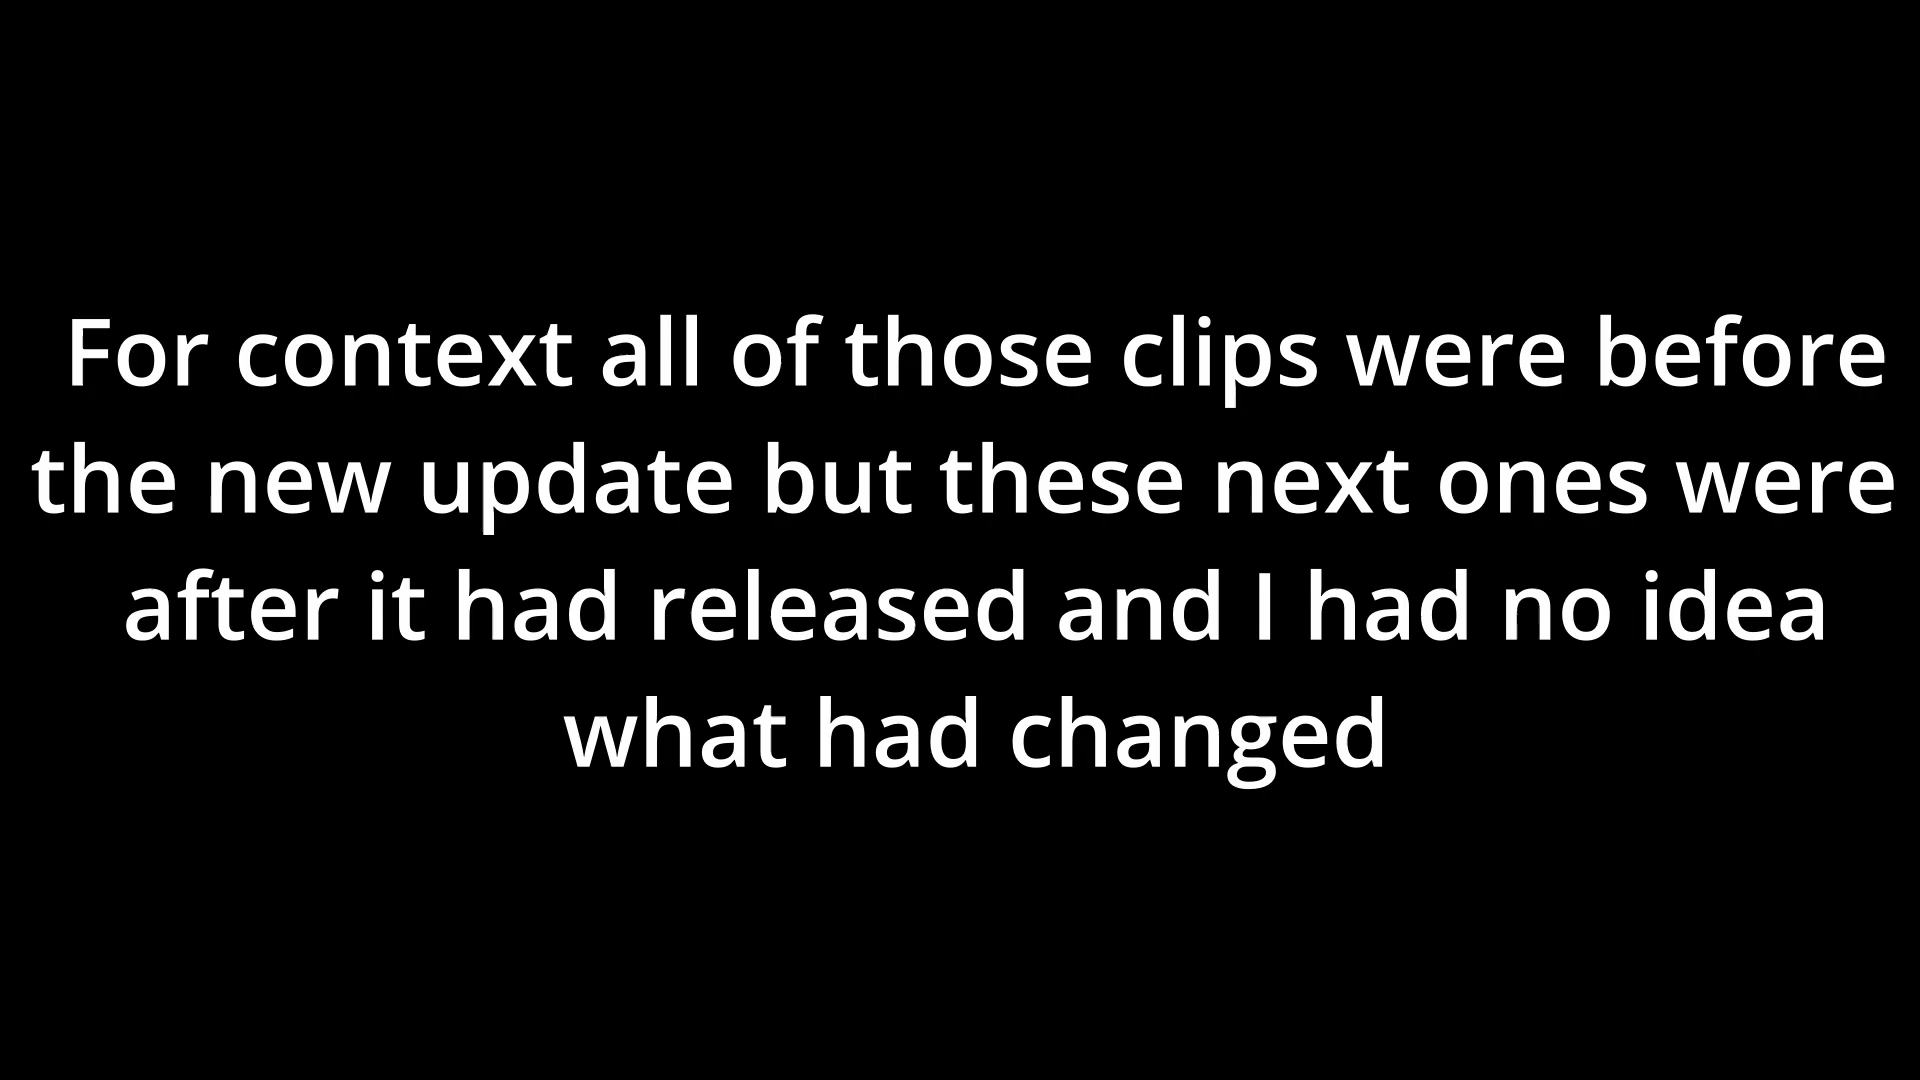 For context all of those clips were before
the new update but these next ones were
after it had released and I had no idea
what had changed